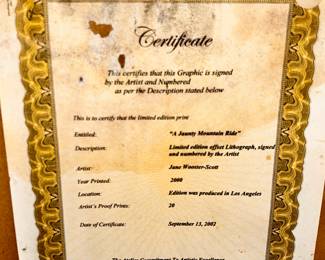 Certificate
This certifies that this Graphic is signed
by the Artist and Numbered
as per the Description stated below
This is to certify that the limited edition print
Entitled: "A Jaunty Mountain Ride"
Description: Limited edition offset Lithograph, signed
and numbered by the Artist
Artist: Jane Wooster-Scott
Year Printed: 2000
Location: Edition was produced in Los Angeles
Artist's Proof Prints: 20
Date of Certificate: September 13, 2002